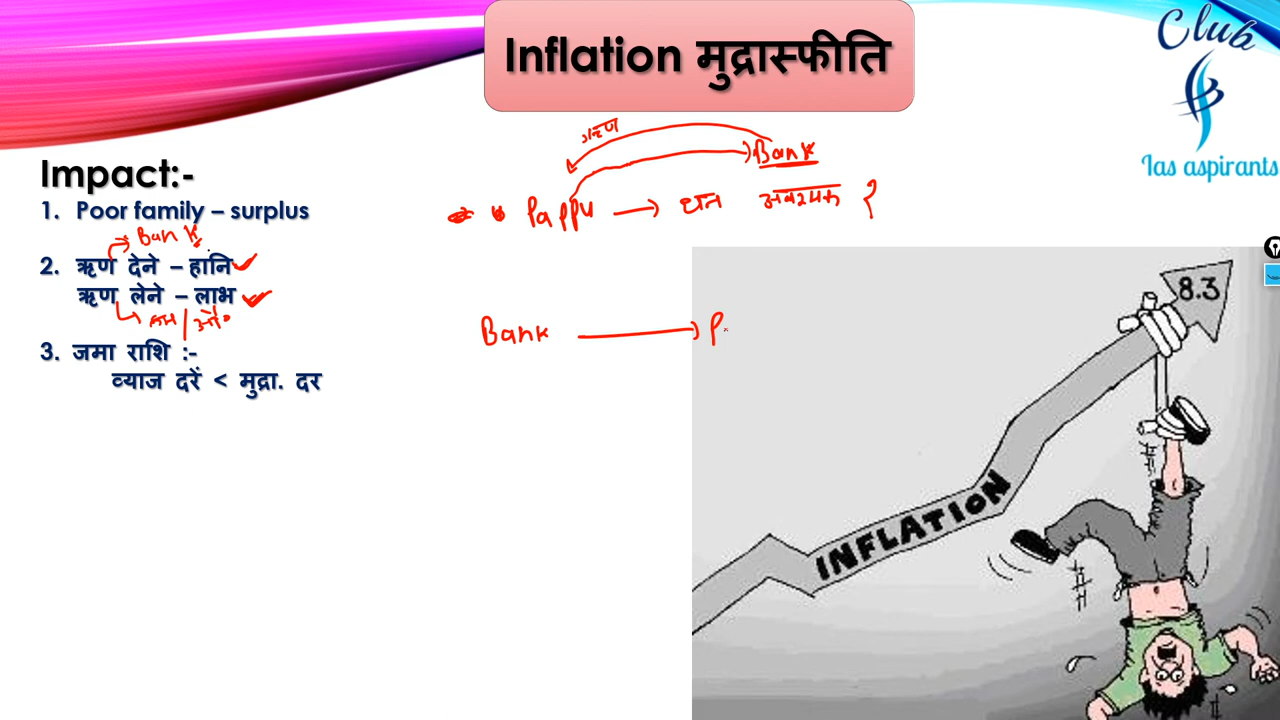 Inflation मुद्रास्फीति
Club
Ias aspirants
Impact:-
1. Poor family – surplus
Bank
2. ऋण देने – हानि
ऋण लेने – लाभ
3. जमा राशि :-
व्याज दरें < मुद्रा. दर
ऋण
Bank
Pappu → धन
Bank → P
8.3
INFLATION